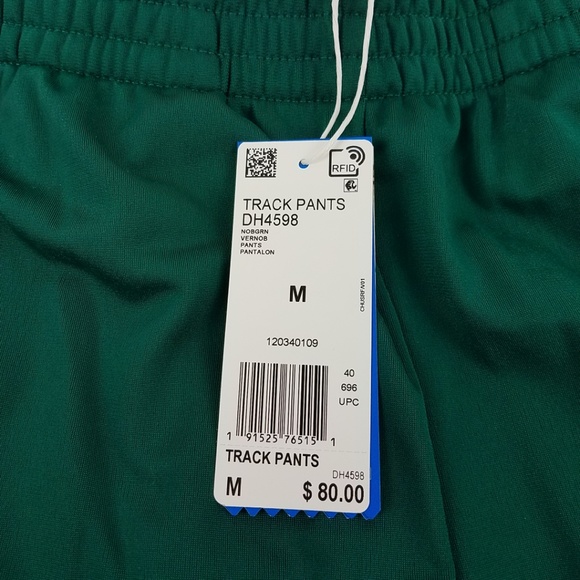 RFID
TRACK PANTS
DH4598
NOBGRN
VERNOB
PANTS
PANTALON
M
120340109
40
696
UPC
1 91525 76515 1
TRACK PANTS
DH4598
M $ 80.00